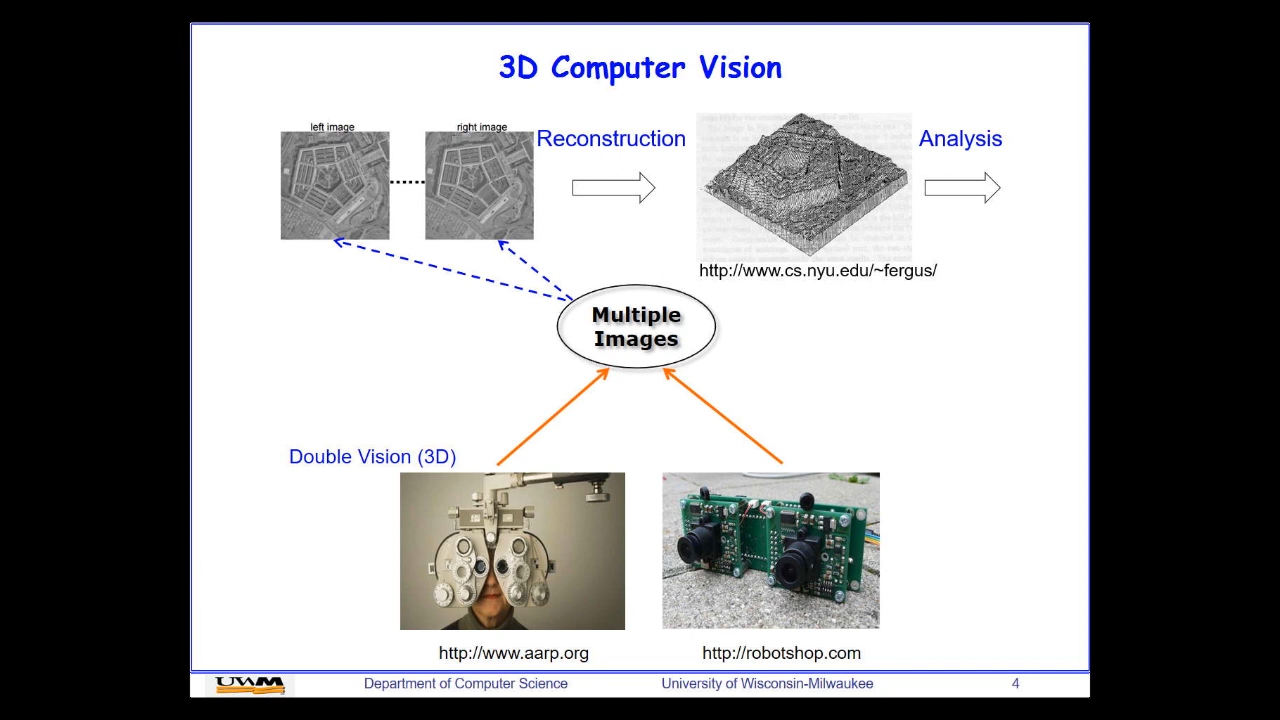 3D Computer Vision
left image
right image
Reconstruction
Analysis
http://www.cs.nyu.edu/~fergus/
Multiple
Images
Double Vision (3D)
http://www.aarp.org
http://robotshop.com
UWM
Department of Computer Science
University of Wisconsin-Milwaukee
4